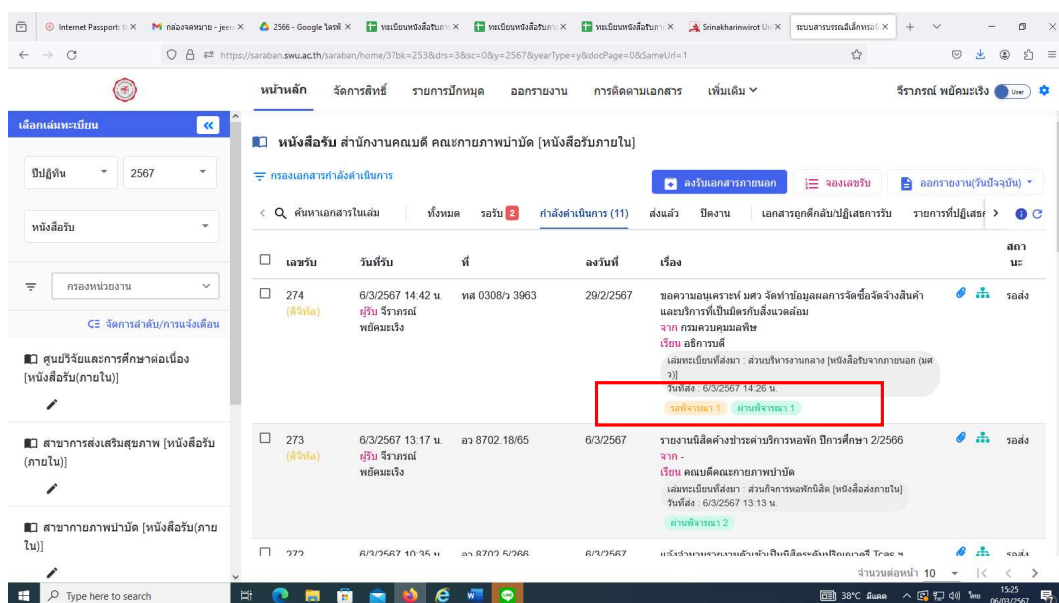 Internet Passport: ระ
กล่องจดหมาย - jeer
2566 - Google ไดรฟ์
ทะเบียนหนังสือรับภา
ทะเบียนหนังสือรับภา
ทะเบียนหนังสือรับภา
Srinakharinwirot Un
ระบบสารบรรณอิเล็กทรอนิ
https://saraban.swu.ac.th/saraban/home/3?bk=253&drs=3&sc=0&y=2567&yearType=y&docPage=0&SameUrl=1
หน้าหลัก จัดการสิทธิ์ รายการปักหมุด ออกรายงาน การติดตามเอกสาร เพิ่มเติม
จีราภรณ์ พยัคมะเริง User
เลือกเล่มทะเบียน
หนังสือรับ สำนักงานคณบดี คณะกายภาพบำบัด [หนังสือรับภายใน]
ปีปฏิทิน 2567
กรองเอกสารกำลังดำเนินการ
ลงรับเอกสารภายนอก จองเลขรับ ออกรายงาน(วันปัจจุบัน)
หนังสือรับ
ค้นหาเอกสารในเล่ม ทั้งหมด รอรับ 2 กำลังดำเนินการ (11) ส่งแล้ว ปิดงาน เอกสารถูกตีกลับ/ปฏิเสธการรับ รายการที่ปฏิเสธ
เลขรับ วันที่รับ ที่ ลงวันที่ เรื่อง
สถา
นะ
กรองหน่วยงาน
จัดการลำดับ/การแจ้งเตือน
ศูนย์วิจัยและการศึกษาต่อเนื่อง
[หนังสือรับ(ภายใน)]
สาขาการส่งเสริมสุขภาพ [หนังสือรับ
(ภายใน)]
สาขากายภาพบำบัด [หนังสือรับ(ภาย
ใน)]
274 6/3/2567 14:42 น. ทส 0308/ว 3963 29/2/2567 ขอความอนุเคราะห์ มศว จัดทำข้อมูลผลการจัดซื้อจัดจ้างสินค้า รอส่ง
(ดิจิทัล) ผู้รับ จีราภรณ์ และบริการที่เป็นมิตรกับสิ่งแวดล้อม
พยัคมะเริง จาก กรมควบคุมมลพิษ
เรียน อธิการบดี
เล่มทะเบียนที่ส่งมา : ส่วนบริหารงานกลาง [หนังสือรับจากภายนอก (มศ
ว)]
วันที่ส่ง : 6/3/2567 14:26 น.
รอพิจารณา 1 ผ่านพิจารณา 1
273 6/3/2567 13:17 น. อว 8702.18/65 6/3/2567 รายงานนิสิตค้างชำระค่าบริการหอพัก ปีการศึกษา 2/2566 รอส่ง
(ดิจิทัล) ผู้รับ จีราภรณ์ จาก -
พยัคมะเริง เรียน คณบดีคณะกายภาพบำบัด
เล่มทะเบียนที่ส่งมา : ส่วนกิจการหอพักนิสิต [หนังสือส่งภายใน]
วันที่ส่ง : 6/3/2567 13:13 น.
ผ่านพิจารณา 2
272 6/3/2567 10:35 น. อว 8702.5/266 6/3/2567 รอส่ง
จำนวนต่อหน้า 10
Type here to search
38°C มีแดด
ไทย
15:25
06/03/2567